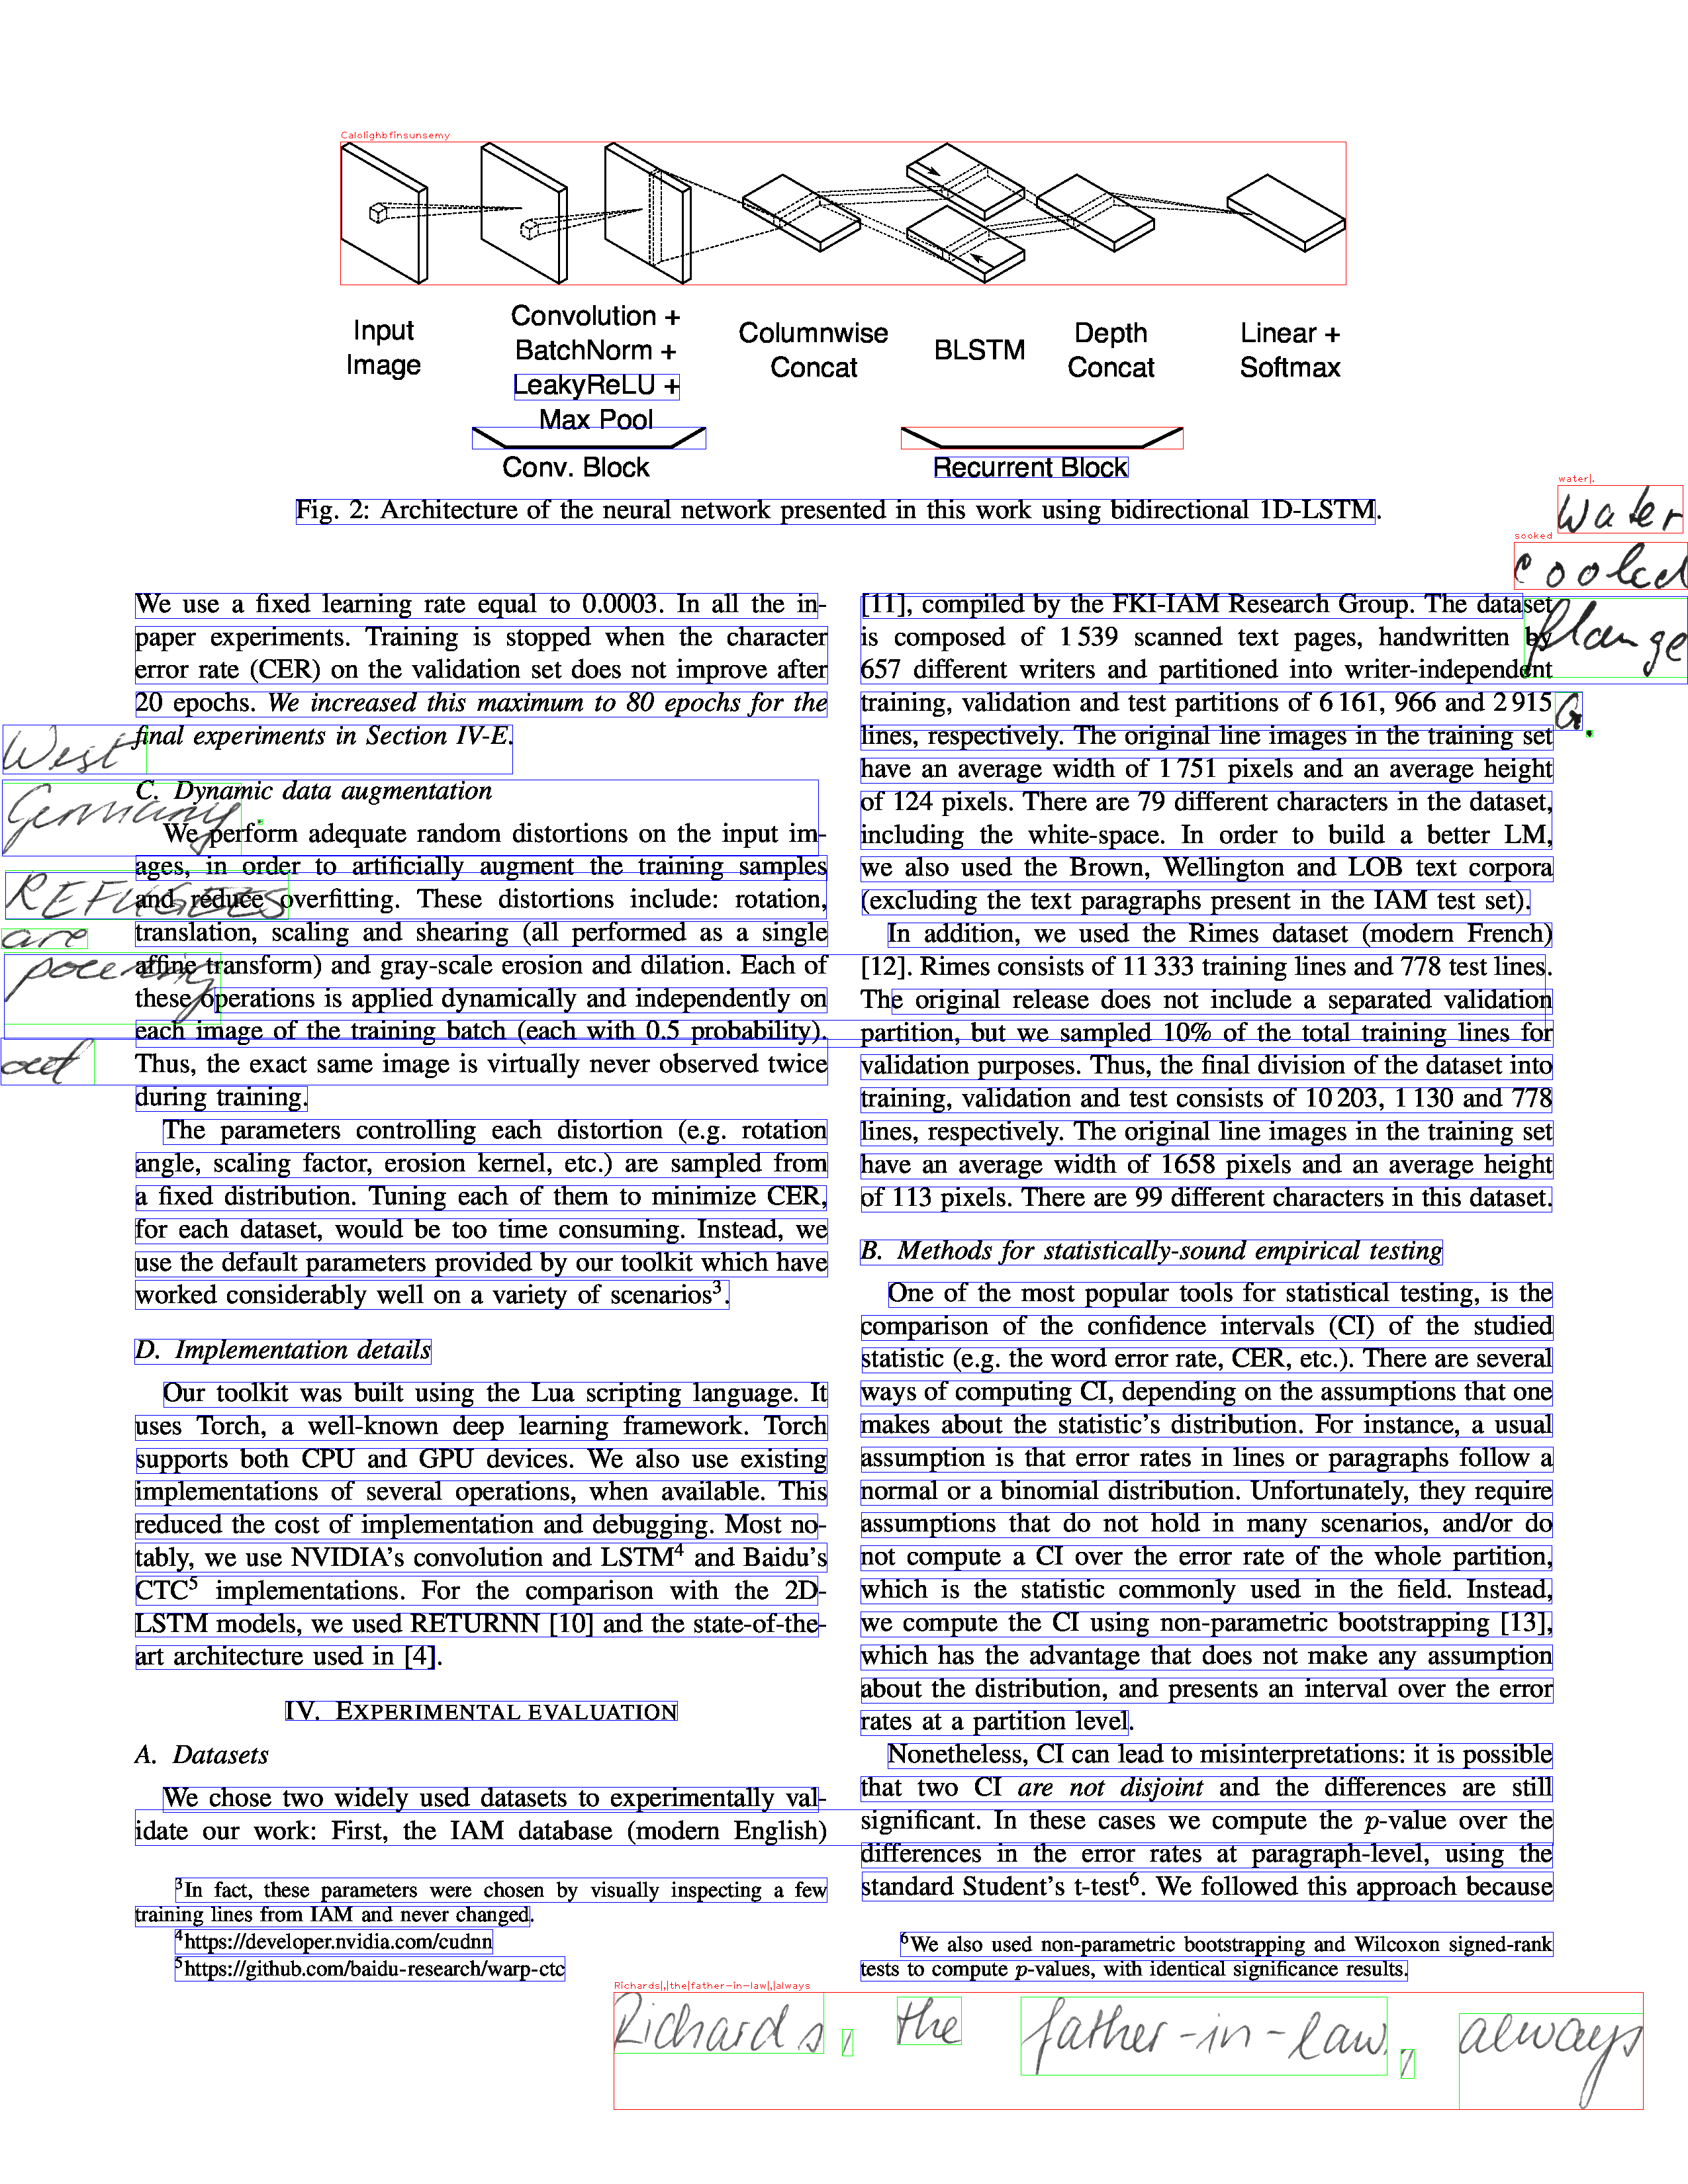 Calolighbfinsunsemy
Input
Image
Convolution +
BatchNorm +
LeakyReLU +
Max Pool
Columnwise
Concat
BLSTM
Depth
Concat
Linear +
Softmax
Conv. Block
Recurrent Block
Fig. 2: Architecture of the neural network presented in this work using bidirectional 1D-LSTM.
water|.
water
sooked
cooled
flange
G.
We use a fixed learning rate equal to 0.0003. In all the in-
paper experiments. Training is stopped when the character
error rate (CER) on the validation set does not improve after
20 epochs. We increased this maximum to 80 epochs for the
final experiments in Section IV-E.
West
Germany
REFUGEES
are
pouring
out
C. Dynamic data augmentation
We perform adequate random distortions on the input im-
ages, in order to artificially augment the training samples
and reduce overfitting. These distortions include: rotation,
translation, scaling and shearing (all performed as a single
affine transform) and gray-scale erosion and dilation. Each of
these operations is applied dynamically and independently on
each image of the training batch (each with 0.5 probability).
Thus, the exact same image is virtually never observed twice
during training.
The parameters controlling each distortion (e.g. rotation
angle, scaling factor, erosion kernel, etc.) are sampled from
a fixed distribution. Tuning each of them to minimize CER,
for each dataset, would be too time consuming. Instead, we
use the default parameters provided by our toolkit which have
worked considerably well on a variety of scenarios³.
D. Implementation details
Our toolkit was built using the Lua scripting language. It
uses Torch, a well-known deep learning framework. Torch
supports both CPU and GPU devices. We also use existing
implementations of several operations, when available. This
reduced the cost of implementation and debugging. Most no-
tably, we use NVIDIA's convolution and LSTM⁴ and Baidu's
CTC⁵ implementations. For the comparison with the 2D-
LSTM models, we used RETURNN [10] and the state-of-the-
art architecture used in [4].
IV. EXPERIMENTAL EVALUATION
A. Datasets
We chose two widely used datasets to experimentally val-
idate our work: First, the IAM database (modern English)
³In fact, these parameters were chosen by visually inspecting a few
training lines from IAM and never changed.
⁴https://developer.nvidia.com/cudnn
⁵https://github.com/baidu-research/warp-ctc
[11], compiled by the FKI-IAM Research Group. The dataset
is composed of 1 539 scanned text pages, handwritten by
657 different writers and partitioned into writer-independent
training, validation and test partitions of 6 161, 966 and 2 915
lines, respectively. The original line images in the training set
have an average width of 1 751 pixels and an average height
of 124 pixels. There are 79 different characters in the dataset,
including the white-space. In order to build a better LM,
we also used the Brown, Wellington and LOB text corpora
(excluding the text paragraphs present in the IAM test set).
In addition, we used the Rimes dataset (modern French)
[12]. Rimes consists of 11 333 training lines and 778 test lines.
The original release does not include a separated validation
partition, but we sampled 10% of the total training lines for
validation purposes. Thus, the final division of the dataset into
training, validation and test consists of 10 203, 1 130 and 778
lines, respectively. The original line images in the training set
have an average width of 1658 pixels and an average height
of 113 pixels. There are 99 different characters in this dataset.
B. Methods for statistically-sound empirical testing
One of the most popular tools for statistical testing, is the
comparison of the confidence intervals (CI) of the studied
statistic (e.g. the word error rate, CER, etc.). There are several
ways of computing CI, depending on the assumptions that one
makes about the statistic's distribution. For instance, a usual
assumption is that error rates in lines or paragraphs follow a
normal or a binomial distribution. Unfortunately, they require
assumptions that do not hold in many scenarios, and/or do
not compute a CI over the error rate of the whole partition,
which is the statistic commonly used in the field. Instead,
we compute the CI using non-parametric bootstrapping [13],
which has the advantage that does not make any assumption
about the distribution, and presents an interval over the error
rates at a partition level.
Nonetheless, CI can lead to misinterpretations: it is possible
that two CI are not disjoint and the differences are still
significant. In these cases we compute the p-value over the
differences in the error rates at paragraph-level, using the
standard Student's t-test⁶. We followed this approach because
⁶We also used non-parametric bootstrapping and Wilcoxon signed-rank
tests to compute p-values, with identical significance results.
Richards|,|the|father-in-law|,|always
Richards, the father-in-law, always